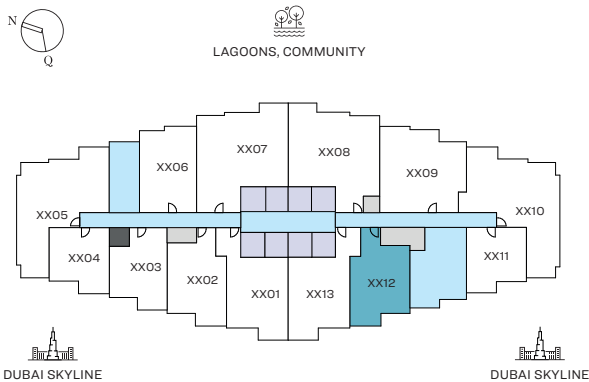 N
Q
LAGOONS, COMMUNITY
XX07
XX08
XX06
XX09
XX05
XX10
XX04
XX03
XX02
XX01
XX13
XX12
XX11
DUBAI SKYLINE
DUBAI SKYLINE